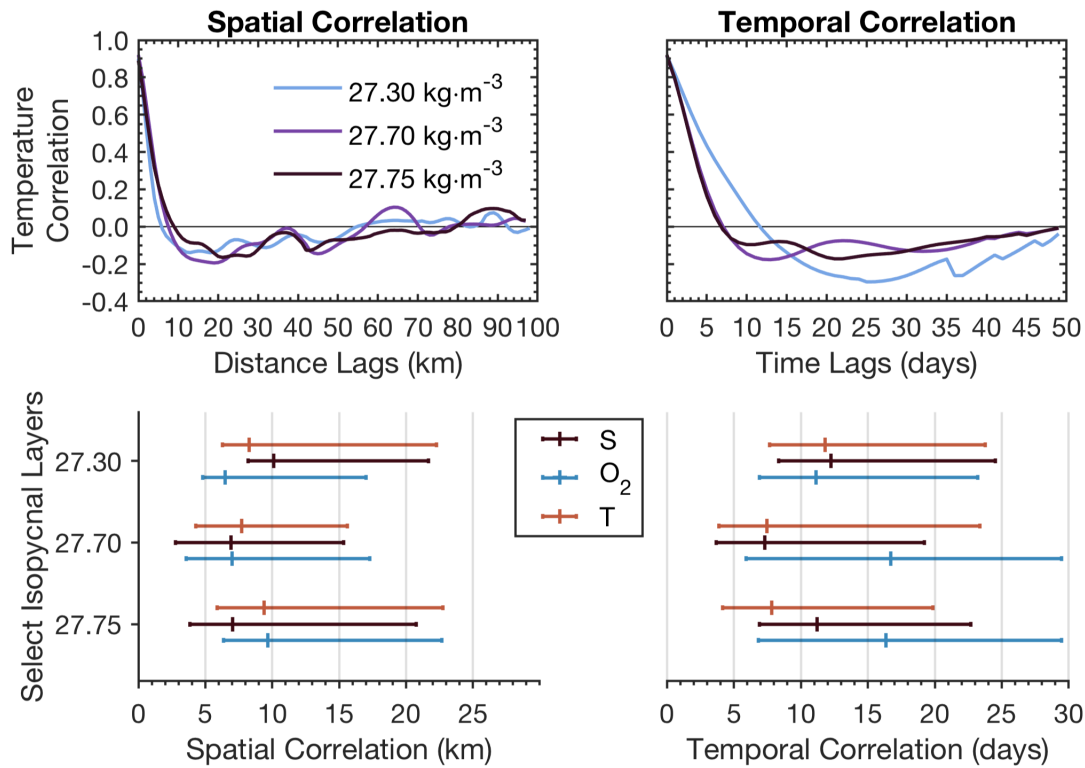 Spatial Correlation
Temporal Correlation
Temperature
Correlation
1.0
0.8
0.6
0.4
0.2
0.0
-0.2
-0.4
27.30 kg·m-3
27.70 kg·m-3
27.75 kg·m-3
0 10 20 30 40 50 60 70 80 90 100
Distance Lags (km)
0 5 10 15 20 25 30 35 40 45 50
Time Lags (days)
Select Isopycnal Layers
27.30
27.70
27.75
S
O2
T
0 5 10 15 20 25
Spatial Correlation (km)
0 5 10 15 20 25 30
Temporal Correlation (days)